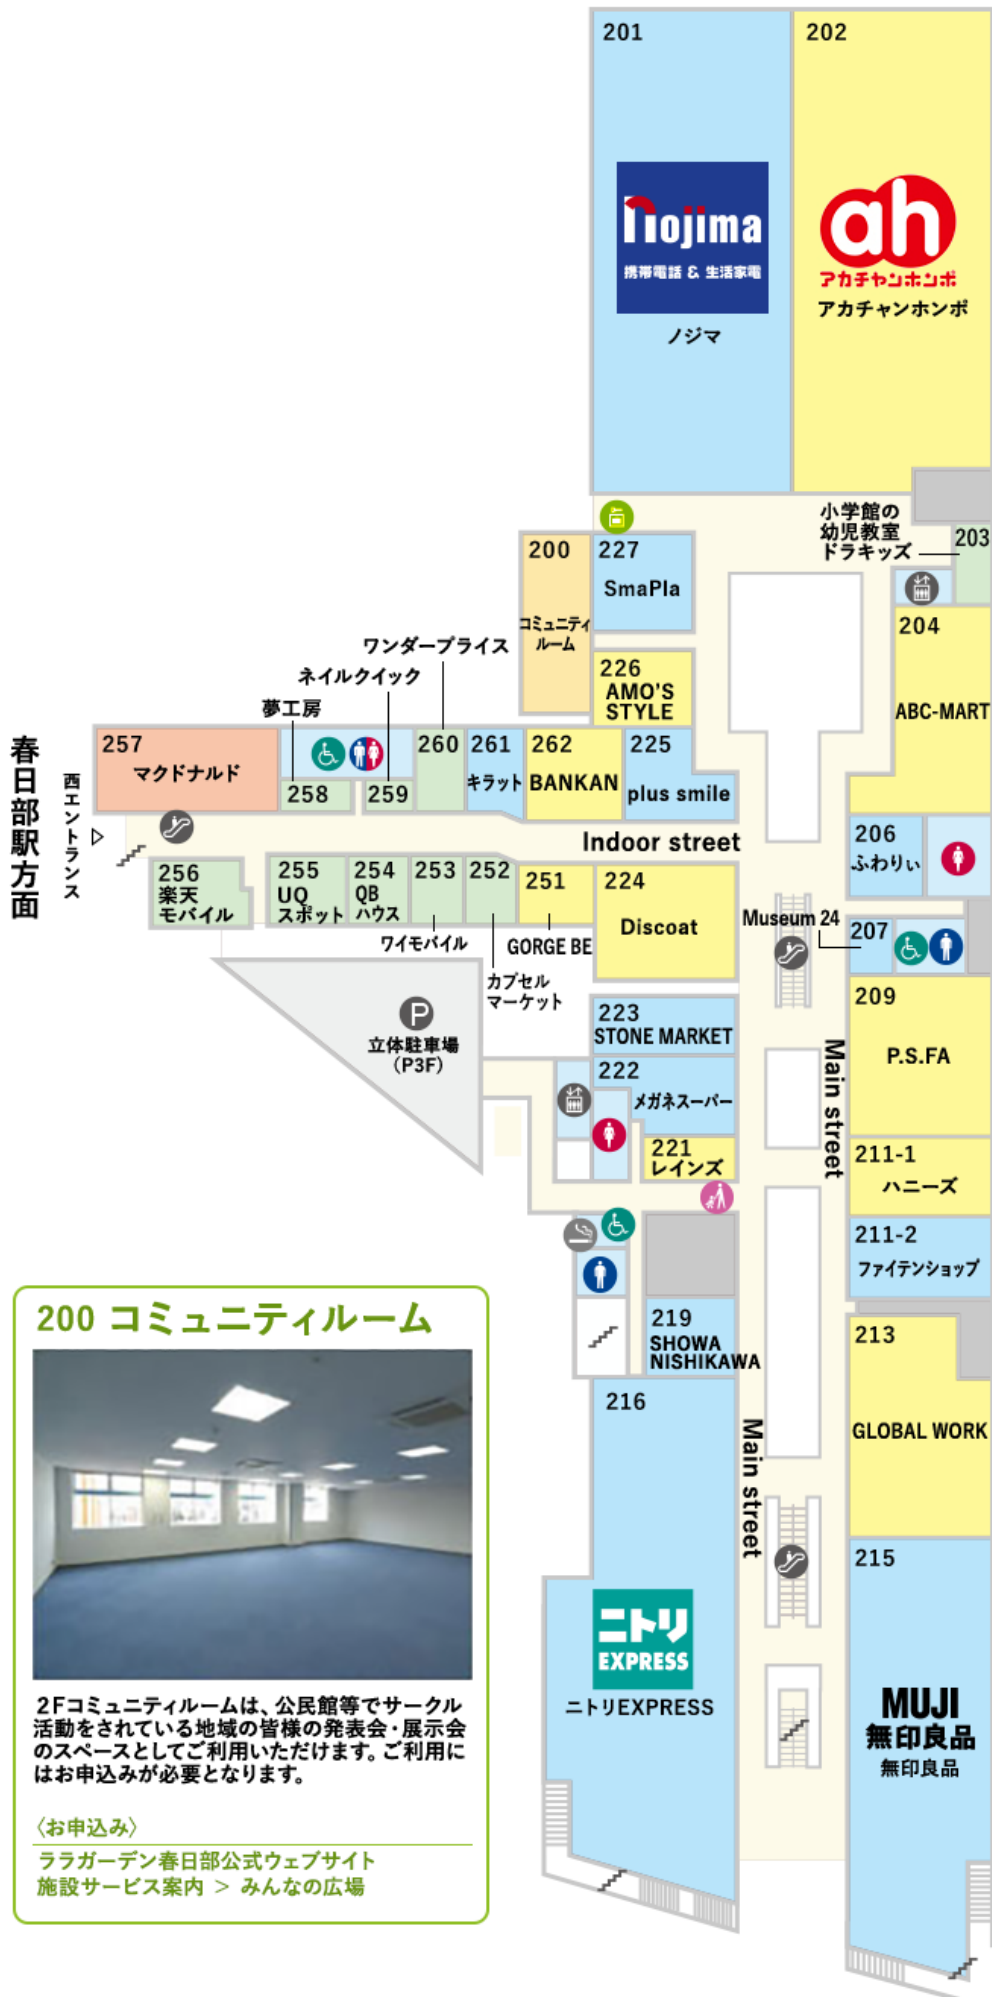 201
nojima
携帯電話 & 生活家電
ノジマ
202
ah
アカチャンホンポ
アカチャンホンポ
小学館の
幼児教室
ドラキッズ
203
200
コミュニティ
ルーム
227
SmaPla
204
ABC-MART
226
AMO'S
STYLE
ワンダープライス
ネイルクイック
夢工房
257
マクドナルド
258
259
260
261
キラット
262
BANKAN
225
plus smile
春日部駅方面
西エントランス
Indoor street
206
ふわりぃ
256
楽天
モバイル
255
UQ
スポット
254
QB
ハウス
253
252
251
224
Discoat
ワイモバイル
GORGE BE
カプセル
マーケット
Museum 24
207
P
立体駐車場
(P3F)
223
STONE MARKET
222
メガネスーパー
221
レインズ
209
P.S.FA
Main street
211-1
ハニーズ
211-2
ファイテンショップ
219
SHOWA
NISHIKAWA
213
GLOBAL WORK
216
ニトリ
EXPRESS
ニトリEXPRESS
Main street
215
MUJI
無印良品
無印良品
200 コミュニティルーム
2Fコミュニティルームは、公民館等でサークル
活動をされている地域の皆様の発表会・展示会
のスペースとしてご利用いただけます。ご利用に
はお申込みが必要となります。
〈お申込み〉
ララガーデン春日部公式ウェブサイト
施設サービス案内 ＞ みんなの広場